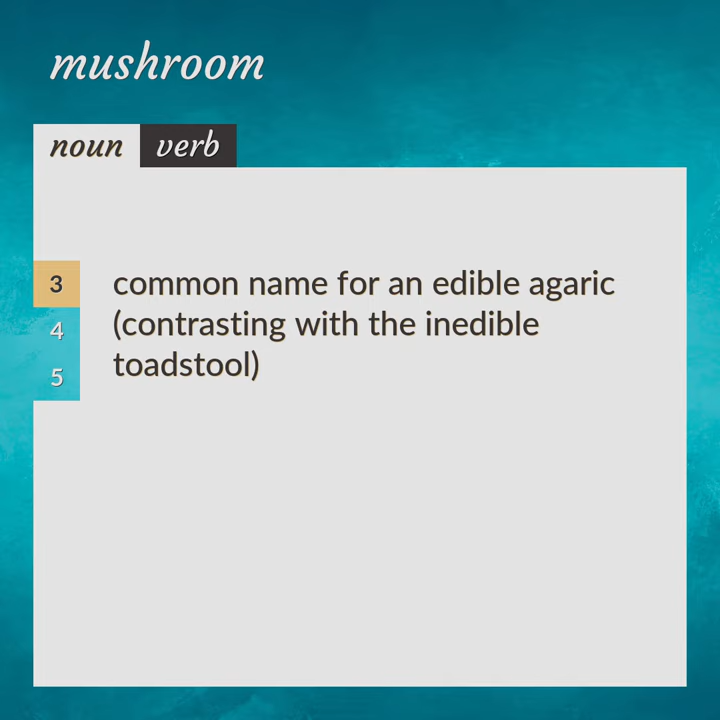 mushroom
noun verb
3
common name for an edible agaric
(contrasting with the inedible
toadstool)
4
5